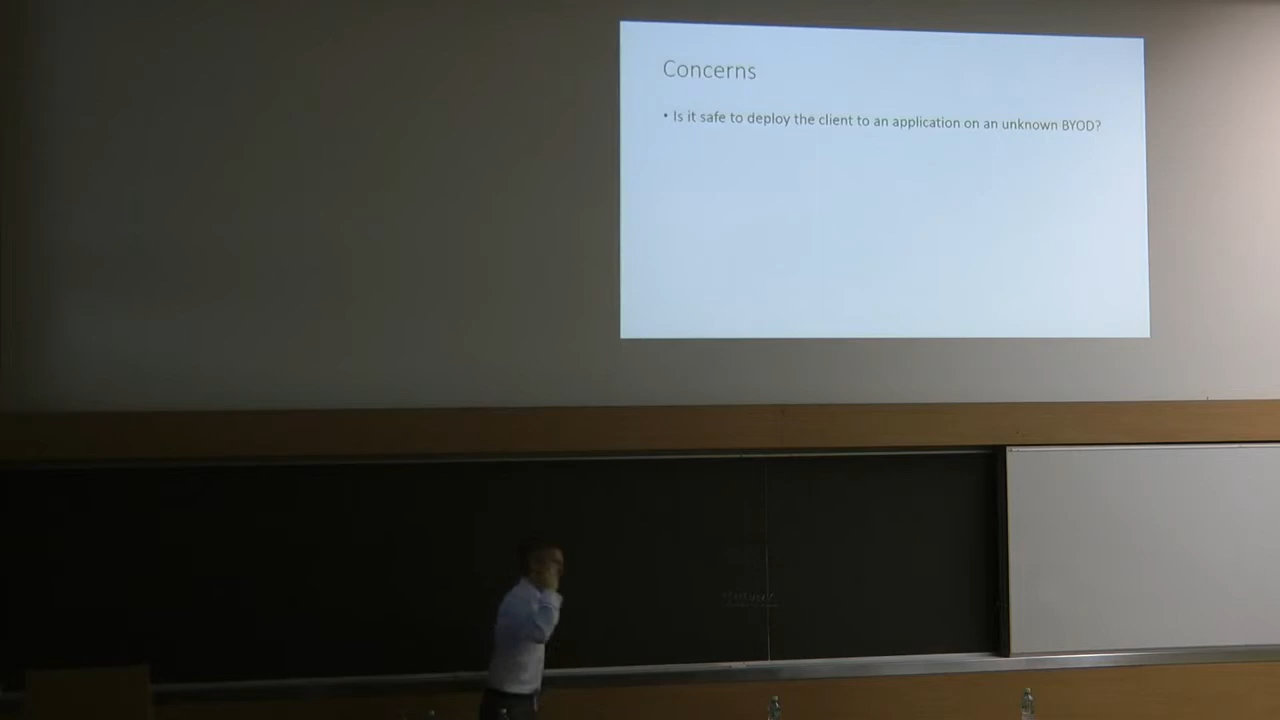 Concerns
• Is it safe to deploy the client to an application on an unknown BYOD?